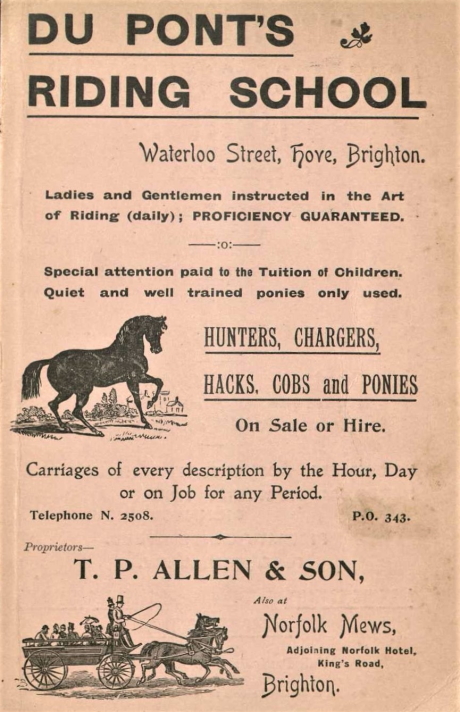 DU PONT'S
RIDING SCHOOL
Waterloo Street, Hove, Brighton.
Ladies and Gentlemen instructed in the Art
of Riding (daily); PROFICIENCY GUARANTEED.
—:o:—
Special attention paid to the Tuition of Children.
Quiet and well trained ponies only used.
HUNTERS, CHARGERS,
HACKS, COBS and PONIES
On Sale or Hire.
Carriages of every description by the Hour, Day
or on Job for any Period.
Telephone N. 2508. P.O. 343.
Proprietors—
T. P. ALLEN & SON,
Also at
Norfolk Mews,
Adjoining Norfolk Hotel,
King's Road,
Brighton.